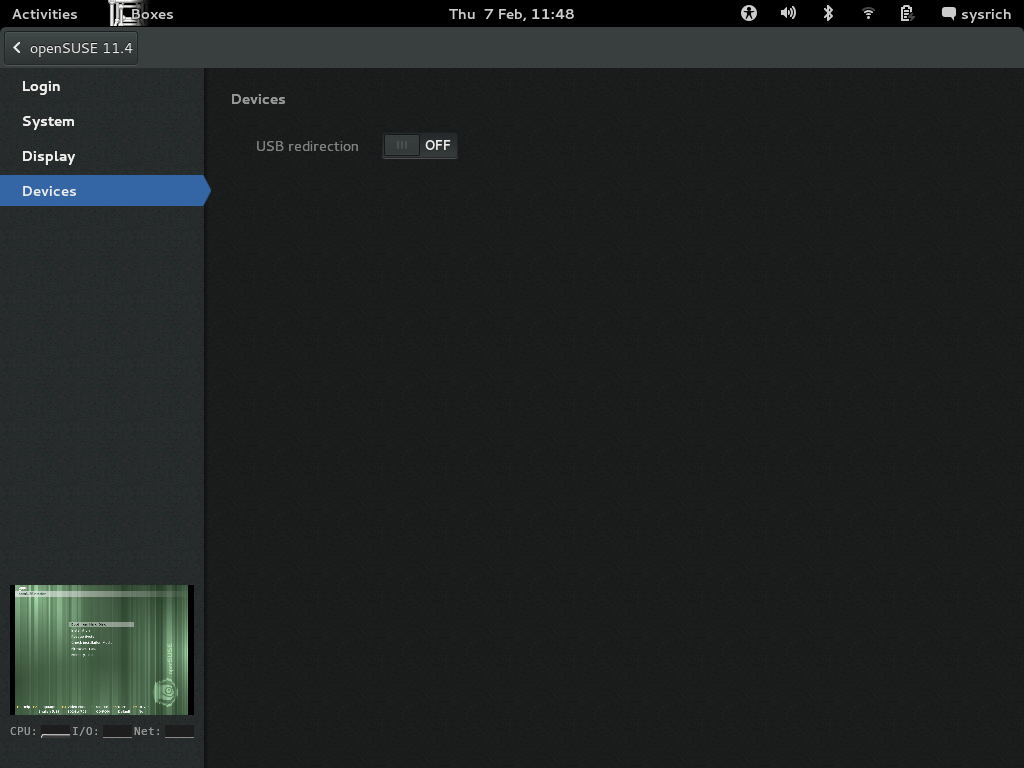 Activities Boxes Thu 7 Feb, 11:48 sysrich
openSUSE 11.4
Login
System
Display
Devices
Devices
USB redirection OFF
openSUSE
CPU: I/O: Net: